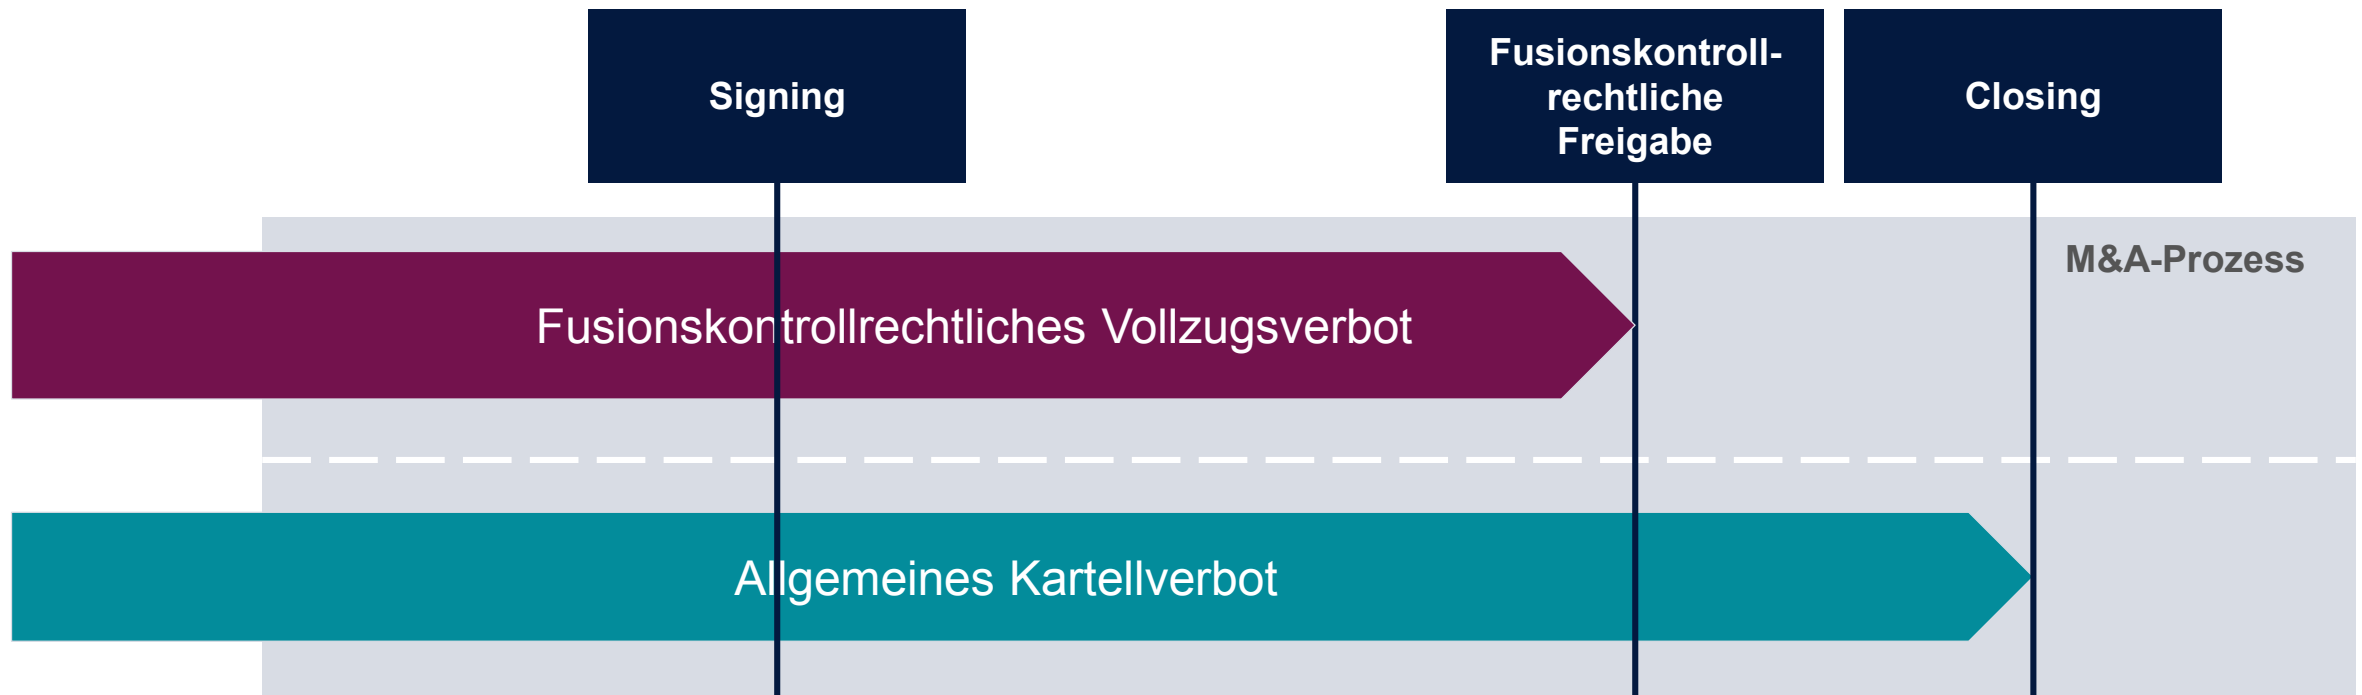 Signing
Fusionskontroll-
rechtliche
Freigabe
Closing
M&A-Prozess
Fusionskontrollrechtliches Vollzugsverbot
Allgemeines Kartellverbot